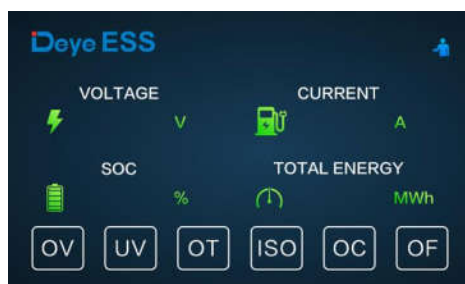 Deye ESS
VOLTAGE CURRENT
V A
SOC TOTAL ENERGY
% MWh
OV UV OT ISO OC OF